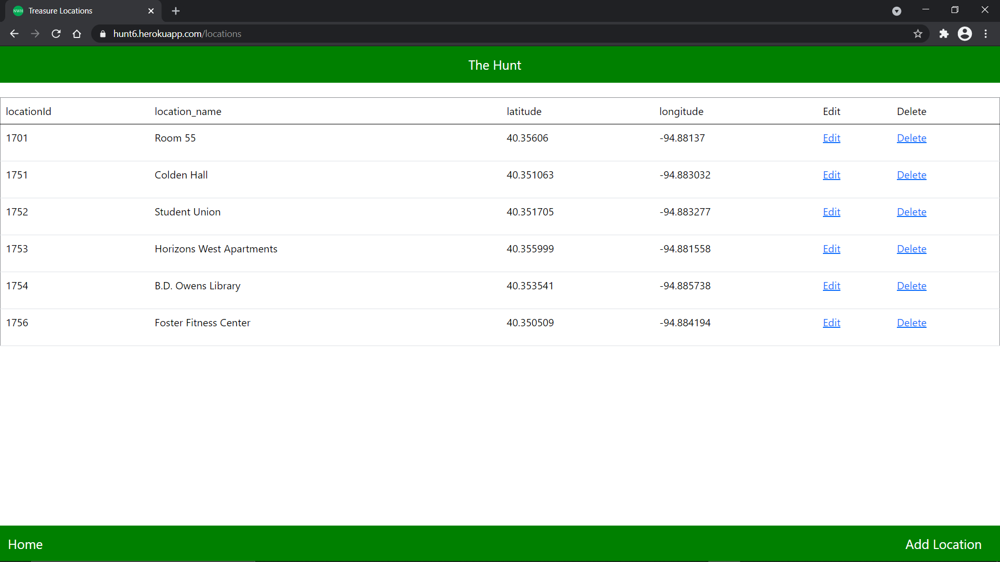 NWH Treasure Locations
hunt6.herokuapp.com/locations
The Hunt
locationId location_name latitude longitude Edit Delete
1701 Room 55 40.35606 -94.88137 Edit Delete
1751 Colden Hall 40.351063 -94.883032 Edit Delete
1752 Student Union 40.351705 -94.883277 Edit Delete
1753 Horizons West Apartments 40.355999 -94.881558 Edit Delete
1754 B.D. Owens Library 40.353541 -94.885738 Edit Delete
1756 Foster Fitness Center 40.350509 -94.884194 Edit Delete
Home Add Location